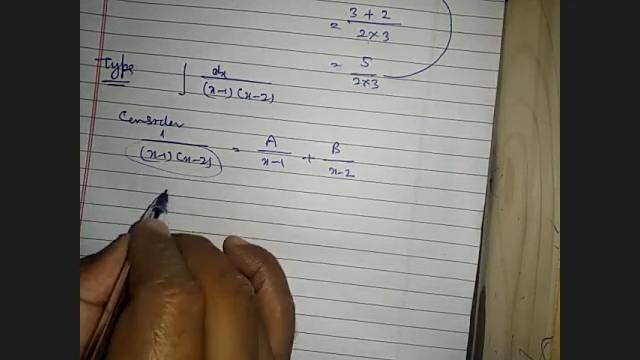 = 3 + 2 / 2×3
= 5 / 2×3
Type ∫ dx / (x-1)(x-2)
Consider
1 / (x-1)(x-2) = A / x-1 + B / x-2